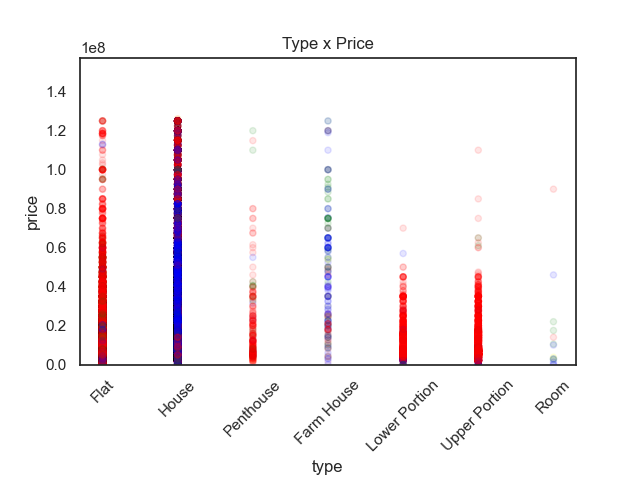 Type x Price
1e8
1.4
1.2
1.0
0.8
0.6
0.4
0.2
0.0
price
Flat
House
Penthouse
Farm House
Lower Portion
Upper Portion
Room
type